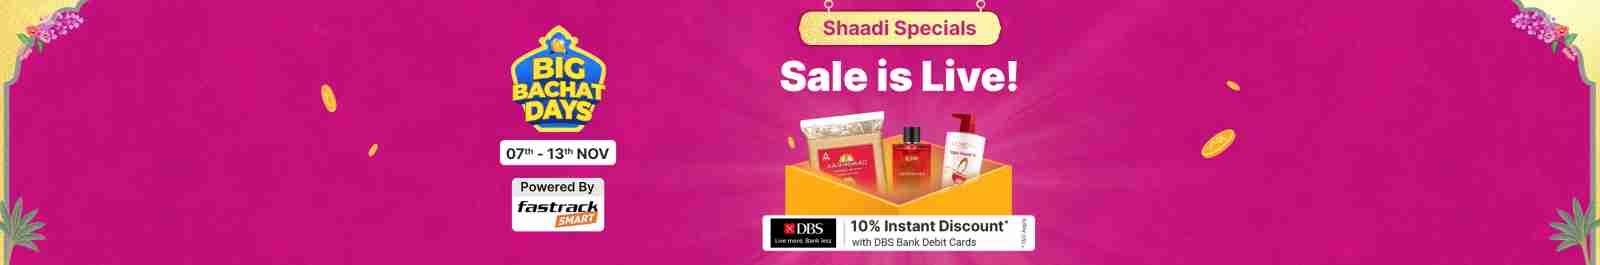 BIG
BACHAT
DAYS
07th - 13th NOV
Powered By
fastrack
SMART
Shaadi Specials
Sale is Live!
DBS
Live more, Bank less
10% Instant Discount*
with DBS Bank Debit Cards
*T&C Apply